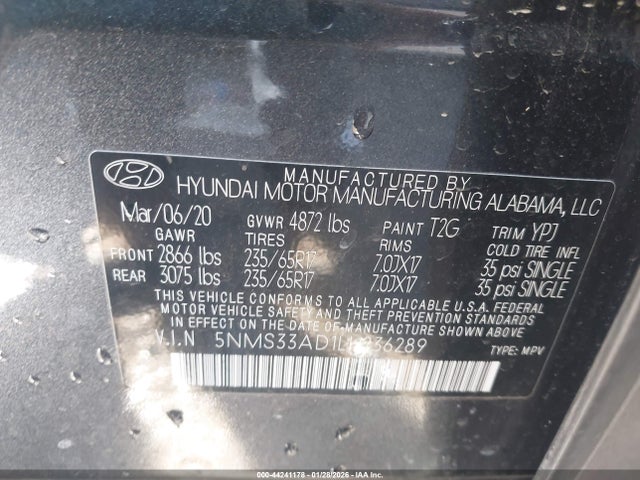 MANUFACTURED BY
HYUNDAI MOTOR MANUFACTURING ALABAMA, LLC
Mar/06/20 GVWR 4872 lbs PAINT T2G TRIM YPJ
GAWR TIRES RIMS COLD TIRE INFL
FRONT 2866 lbs 235/65R17 7.0JX17 35 psi SINGLE
REAR 3075 lbs 235/65R17 7.0JX17 35 psi SINGLE
THIS VEHICLE CONFORMS TO ALL APPLICABLE U.S.A. FEDERAL
MOTOR VEHICLE SAFETY AND THEFT PREVENTION STANDARDS
IN EFFECT ON THE DATE OF MANUFACTURE SHOWN ABOVE
V.I.N
TYPE: MPV
000-44241178 - 01/28/2026 - IAAI INC.